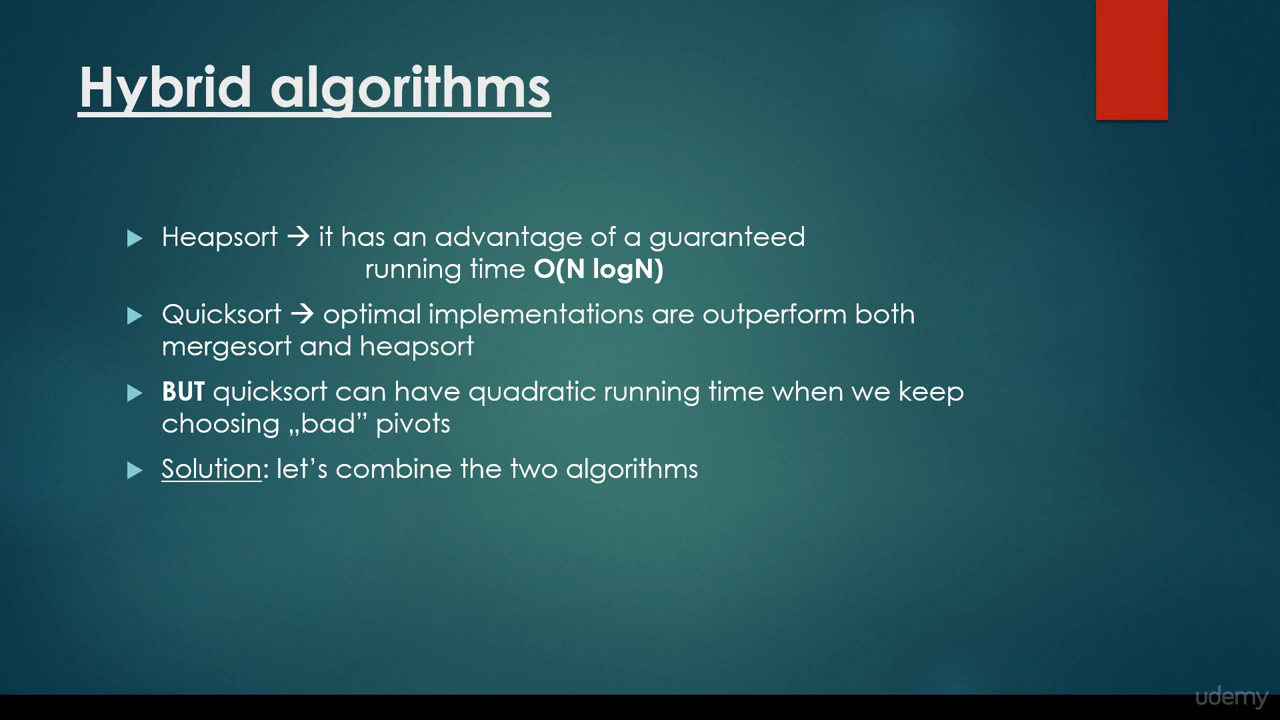 Hybrid algorithms
Heapsort → it has an advantage of a guaranteed
running time O(N logN)
Quicksort → optimal implementations are outperform both
mergesort and heapsort
BUT quicksort can have quadratic running time when we keep
choosing „bad” pivots
Solution: let’s combine the two algorithms
udemy